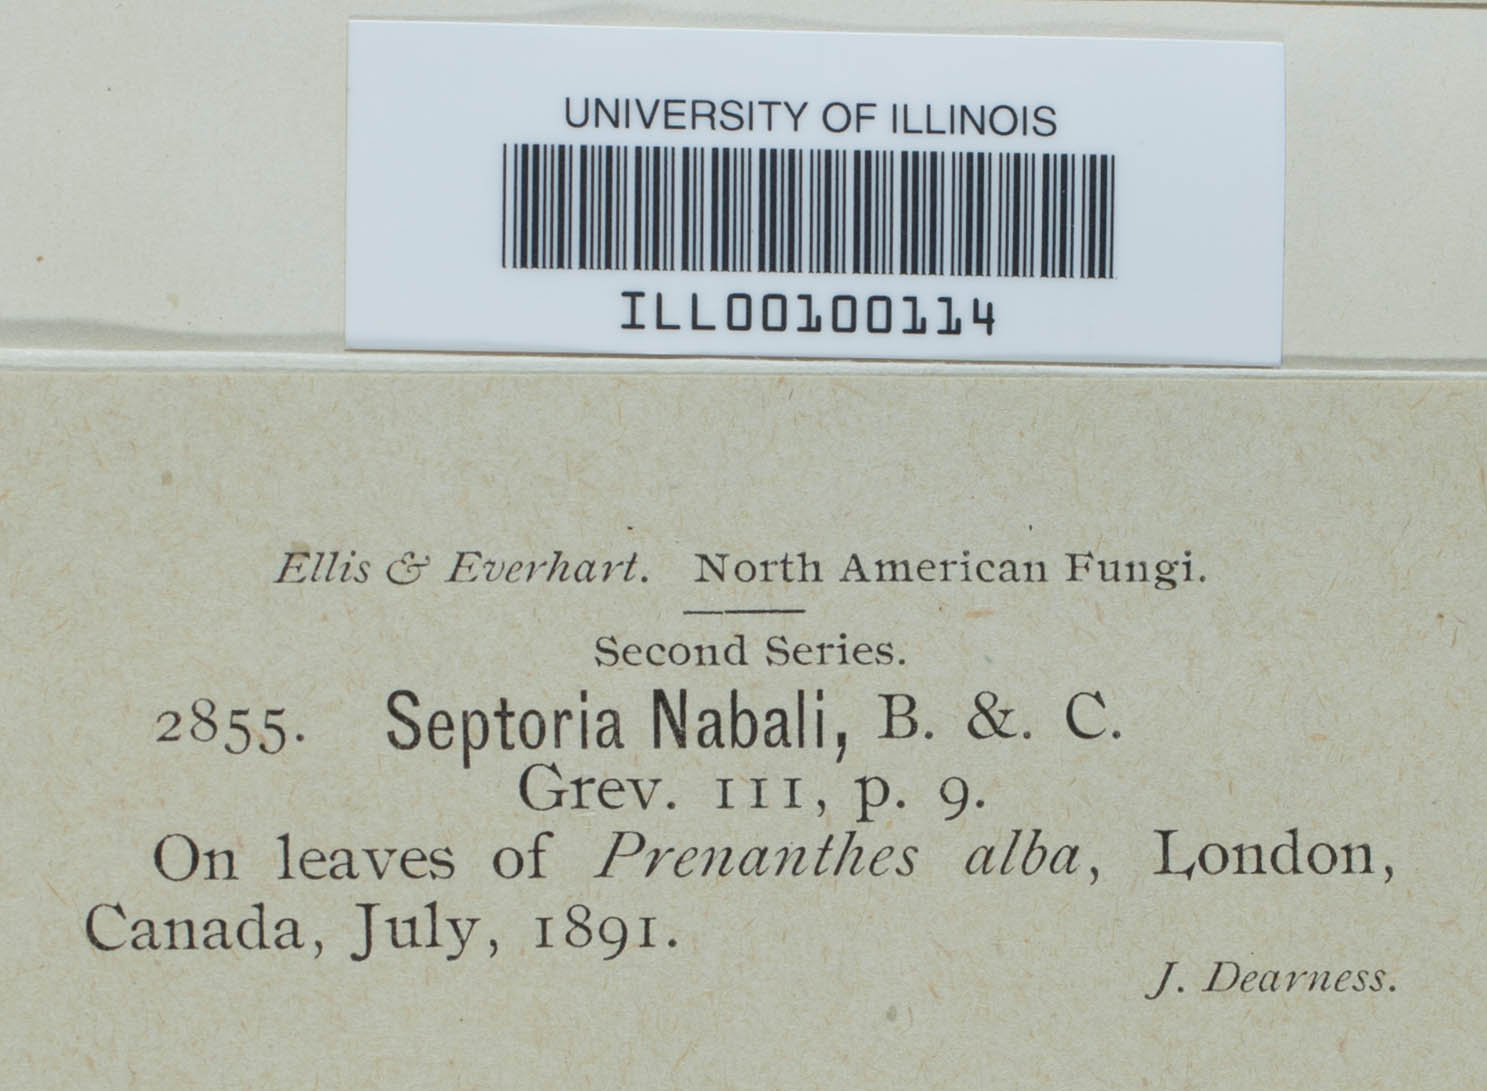 UNIVERSITY OF ILLINOIS
ILL00100114
Ellis & Everhart. North American Fungi.
Second Series.
2855. Septoria Nabali, B. &. C.
Grev. III, p. 9.
On leaves of Prenanthes alba, London,
Canada, July, 1891.
J. Dearness.